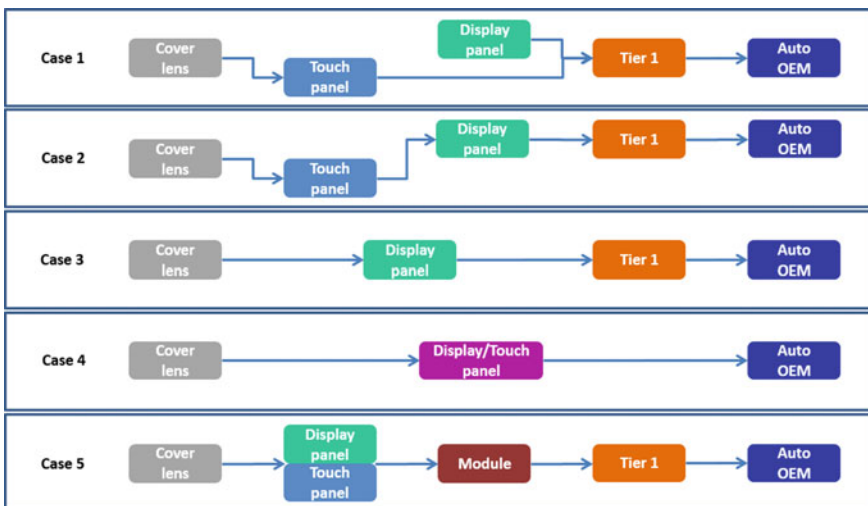 Case 1
Cover
lens
Touch
panel
Display
panel
Tier 1
Auto
OEM
Case 2
Cover
lens
Touch
panel
Display
panel
Tier 1
Auto
OEM
Case 3
Cover
lens
Display
panel
Tier 1
Auto
OEM
Case 4
Cover
lens
Display/Touch
panel
Auto
OEM
Case 5
Cover
lens
Display
panel
Touch
panel
Module
Tier 1
Auto
OEM